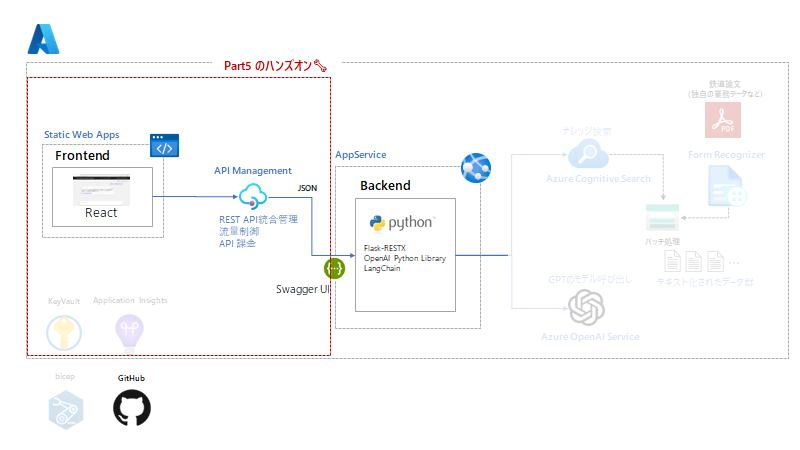 Part5 のハンズオン
鉄道論文
(独自の業務データなど)
PDF
Static Web Apps
Frontend
React
API Management
REST API統合管理
流量制御
API 課金
JSON
Swagger UI
AppService
Backend
python
Flask-RESTX
OpenAI Python Library
LangChain
ナレッジ検索
Azure Cognitive Search
Form Recognizer
バッチ処理
...
テキスト化されたデータ群
GPTのモデル呼び出し
Azure OpenAI Service
KeyVault
Application Insights
bicep
GitHub